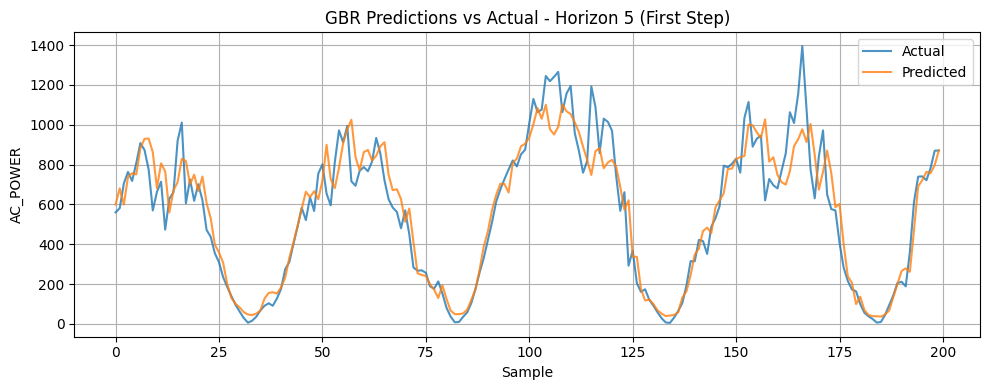 GBR Predictions vs Actual - Horizon 5 (First Step)
Actual
Predicted
AC_POWER
1400
1200
1000
800
600
400
200
0
0 25 50 75 100 125 150 175 200
Sample